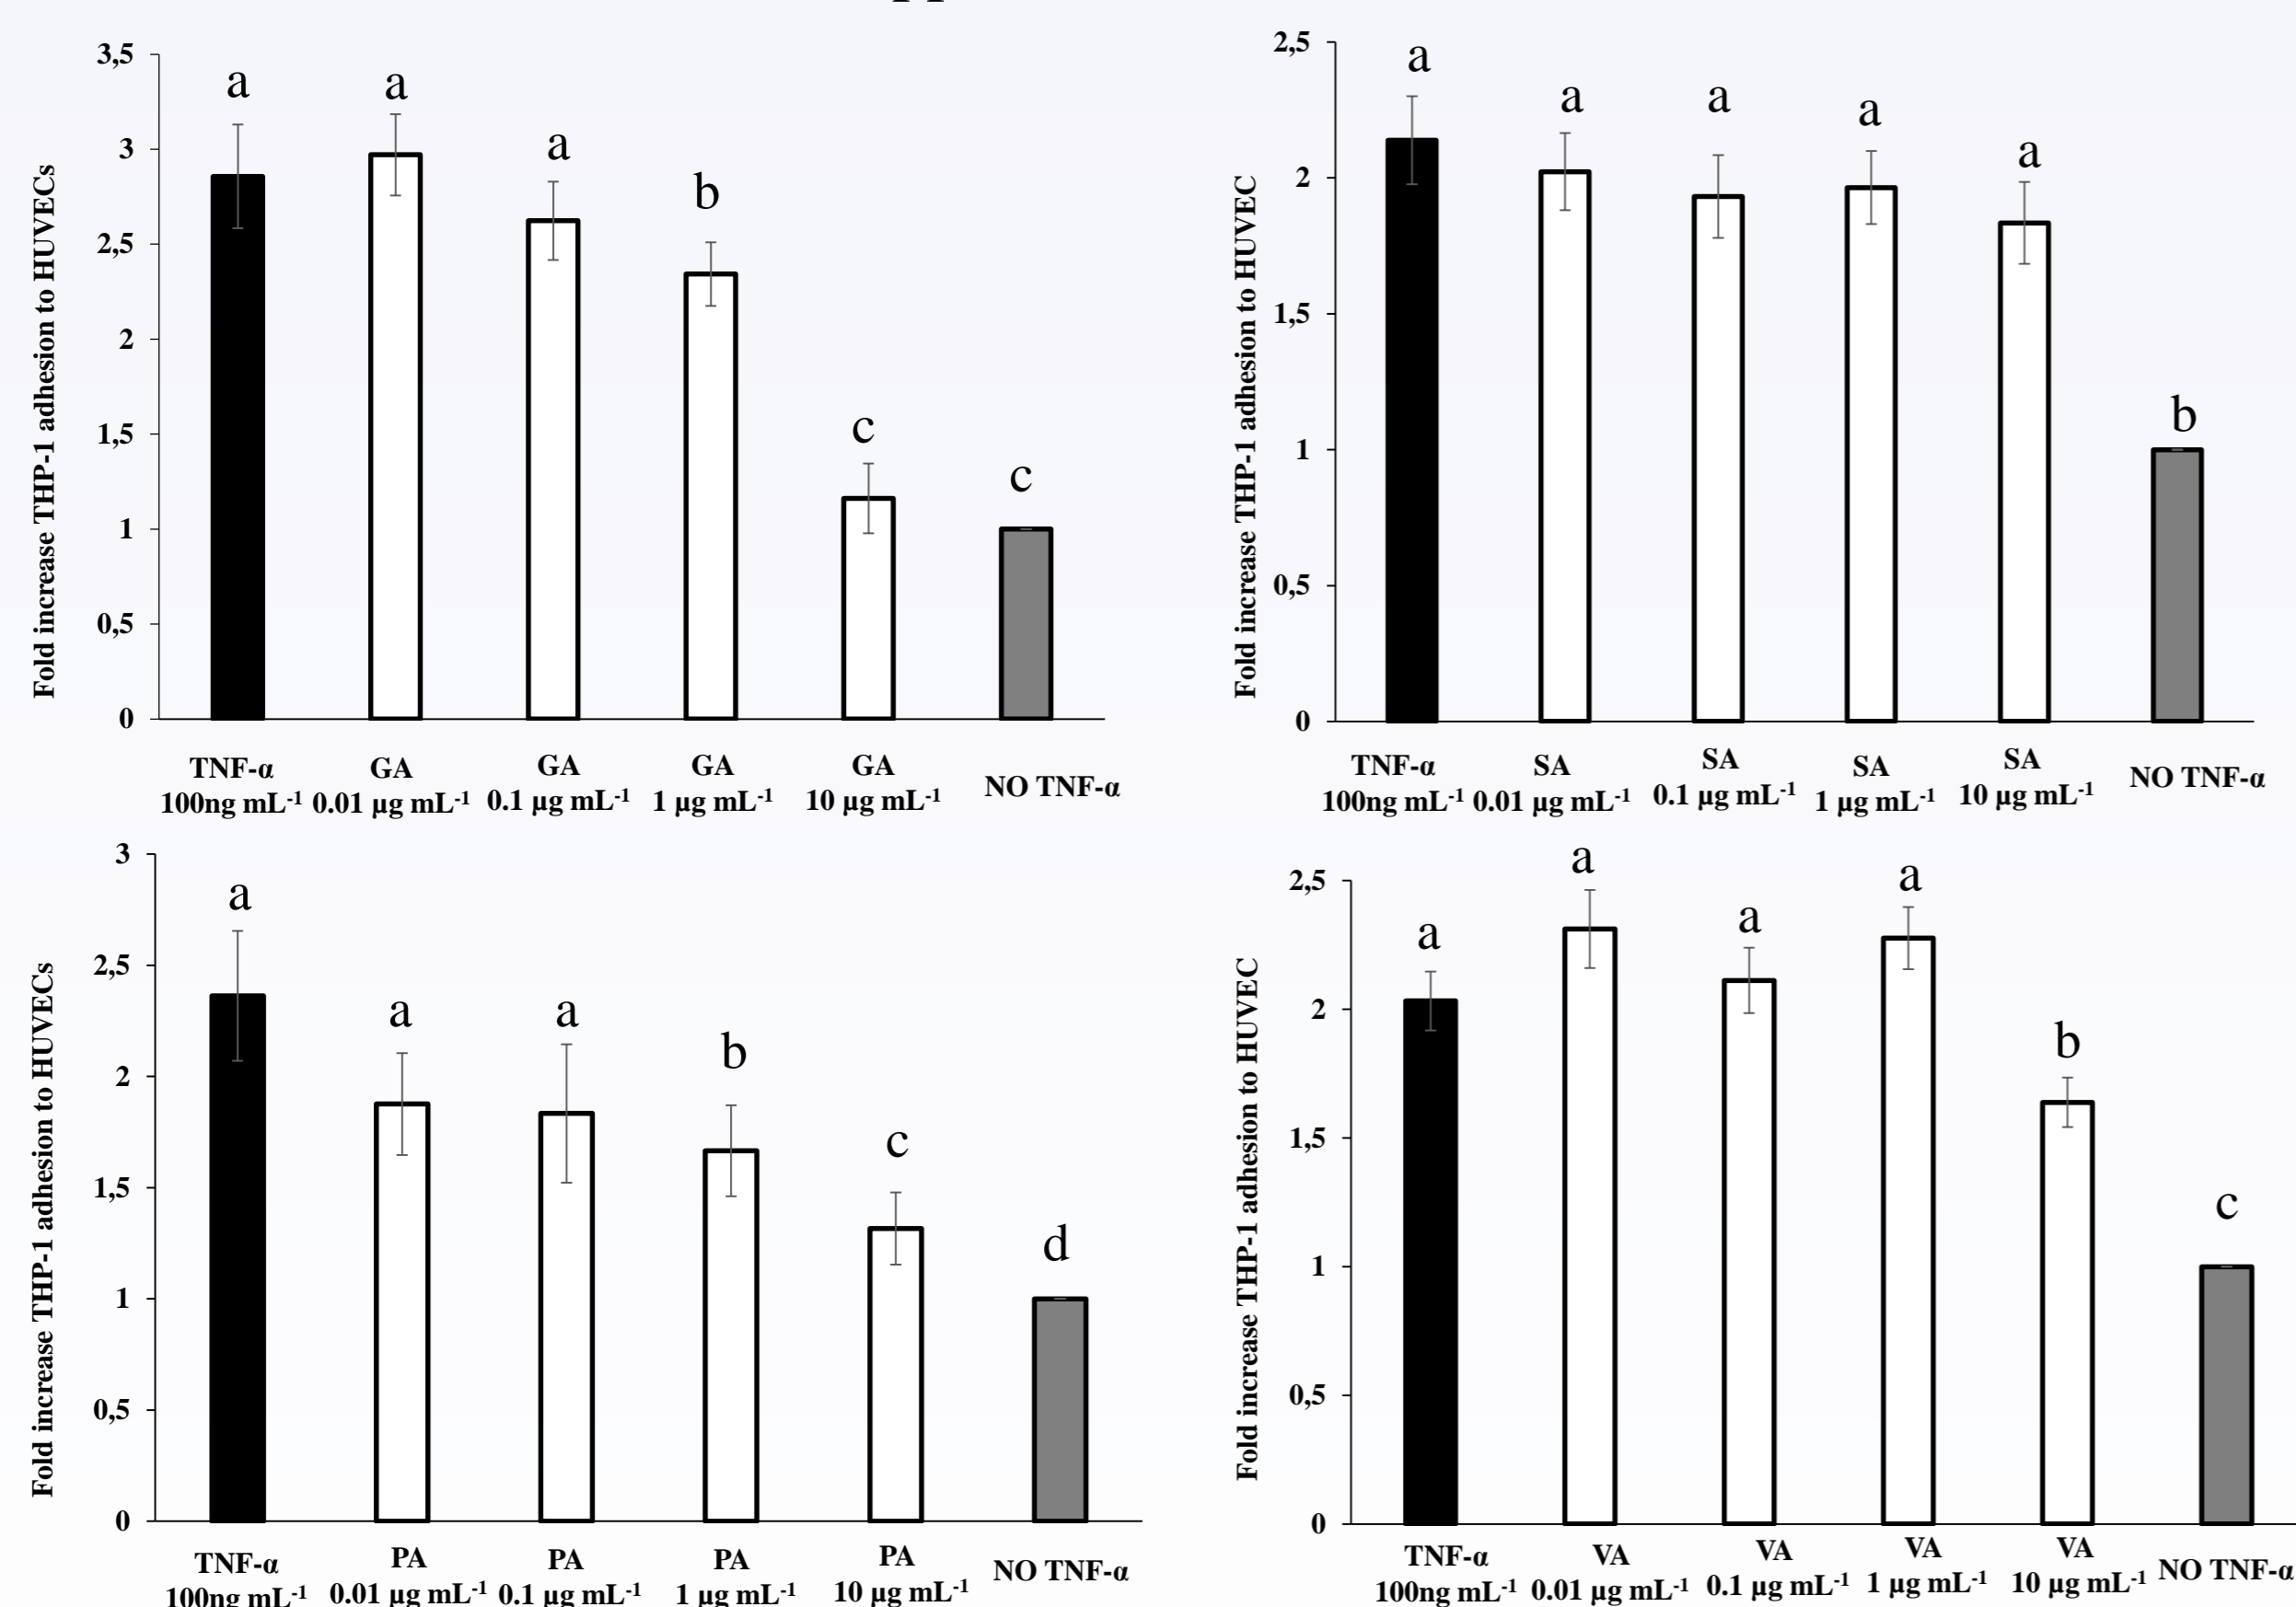 Fold increase THP-1 adhesion to HUVECs
3,5
3
2,5
2
1,5
1
0,5
0
a
a
a
b
c
c
TNF-α
100ng mL-1
GA
0.01 µg mL-1
GA
0.1 µg mL-1
GA
1 µg mL-1
GA
10 µg mL-1
NO TNF-α
Fold increase THP-1 adhesion to HUVEC
2,5
2
1,5
1
0,5
0
a
a
a
a
a
b
TNF-α
100ng mL-1
SA
0.01 µg mL-1
SA
0.1 µg mL-1
SA
1 µg mL-1
SA
10 µg mL-1
NO TNF-α
Fold increase THP-1 adhesion to HUVECs
3
2,5
2
1,5
1
0,5
0
a
a
a
b
c
d
TNF-α
100ng mL-1
PA
0.01 µg mL-1
PA
0.1 µg mL-1
PA
1 µg mL-1
PA
10 µg mL-1
NO TNF-α
Fold increase THP-1 adhesion to HUVEC
2,5
2
1,5
1
0,5
0
a
a
a
a
b
c
TNF-α
100ng mL-1
VA
0.01 µg mL-1
VA
0.1 µg mL-1
VA
1 µg mL-1
VA
10 µg mL-1
NO TNF-α